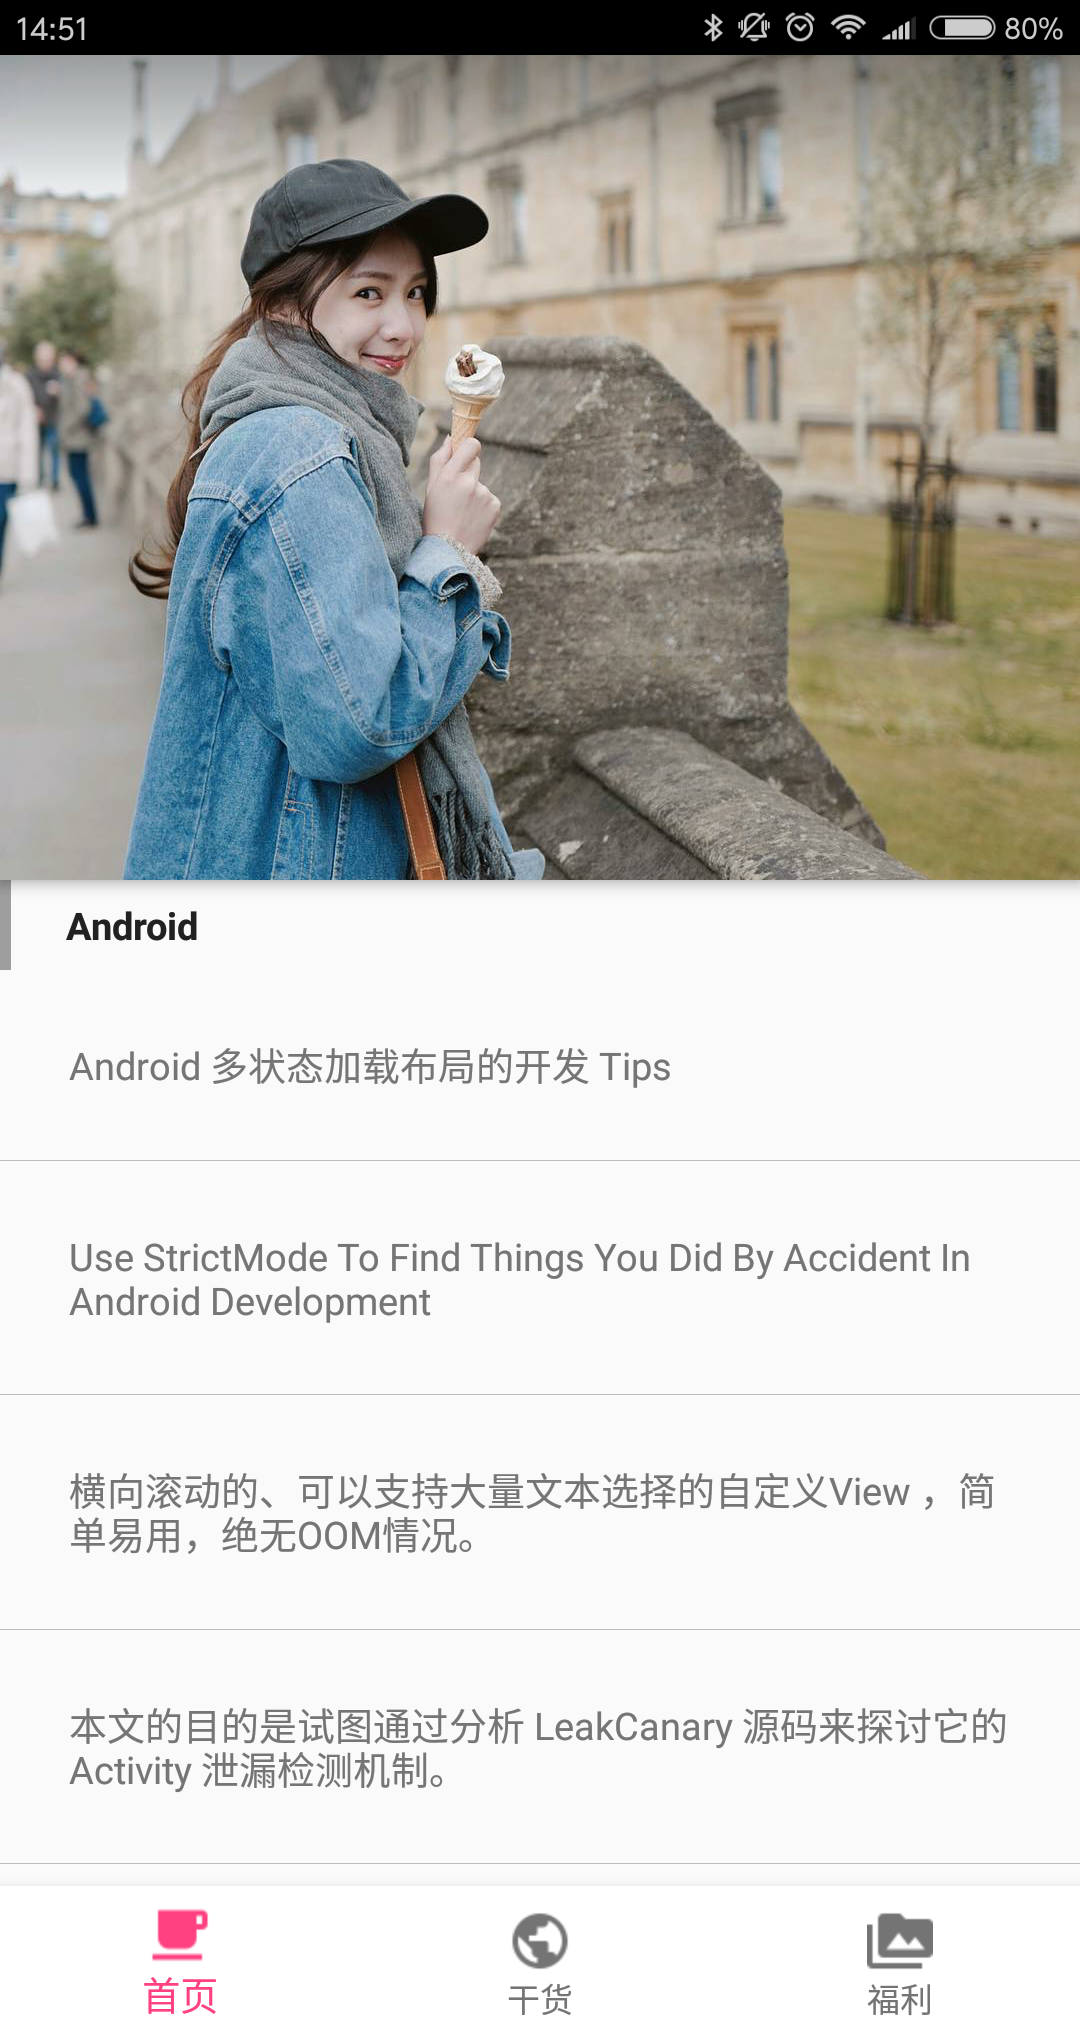 14:51
80%
Android
Android 多状态加载布局的开发 Tips
Use StrictMode To Find Things You Did By Accident In
Android Development
横向滚动的、可以支持大量文本选择的自定义View ，简
单易用，绝无OOM情况。
本文的目的是试图通过分析 LeakCanary 源码来探讨它的
Activity 泄漏检测机制。
首页
干货
福利